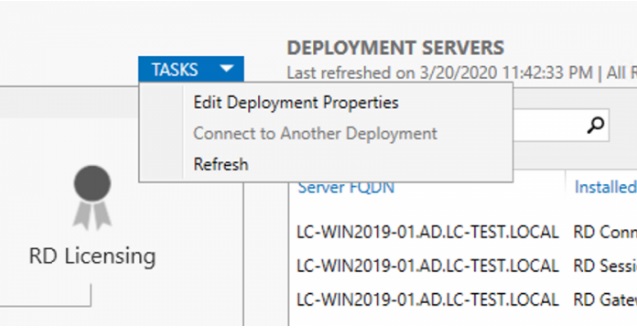 DEPLOYMENT SERVERS
TASKS
Last refreshed on 3/20/2020 11:42:33 PM | All
Edit Deployment Properties
Connect to Another Deployment
Refresh
Server FQDN Installed
RD Licensing
LC-WIN2019-01.AD.LC-TEST.LOCAL RD Conn
LC-WIN2019-01.AD.LC-TEST.LOCAL RD Sessi
LC-WIN2019-01.AD.LC-TEST.LOCAL RD Gate